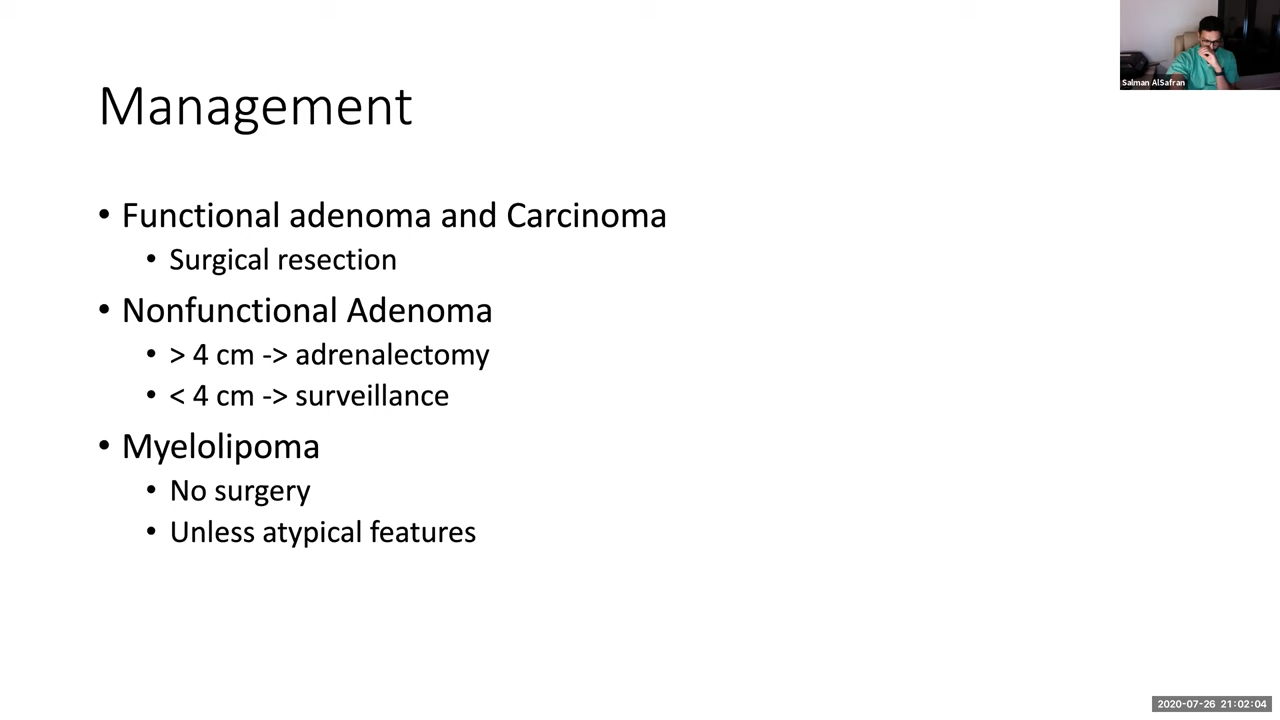 Salman AlSafran
Management
• Functional adenoma and Carcinoma
• Surgical resection
• Nonfunctional Adenoma
• > 4 cm -> adrenalectomy
• < 4 cm -> surveillance
• Myelolipoma
• No surgery
• Unless atypical features
2020-07-26 21:02:04